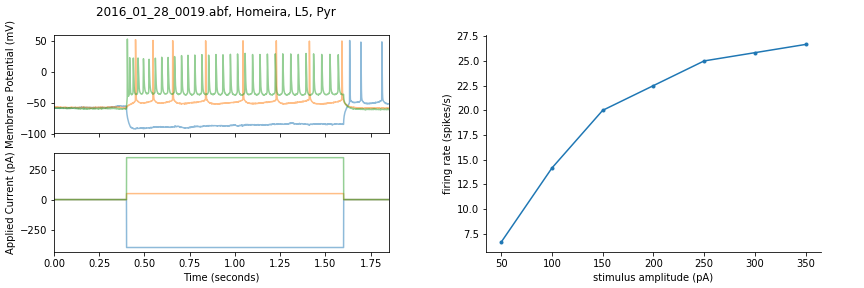 2016_01_28_0019.abf, Homeira, L5, Pyr
Membrane Potential (mV)
50
0
−50
−100
Applied Current (pA)
250
0
−250
0.00 0.25 0.50 0.75 1.00 1.25 1.50 1.75
Time (seconds)
firing rate (spikes/s)
27.5
25.0
22.5
20.0
17.5
15.0
12.5
10.0
7.5
50 100 150 200 250 300 350
stimulus amplitude (pA)